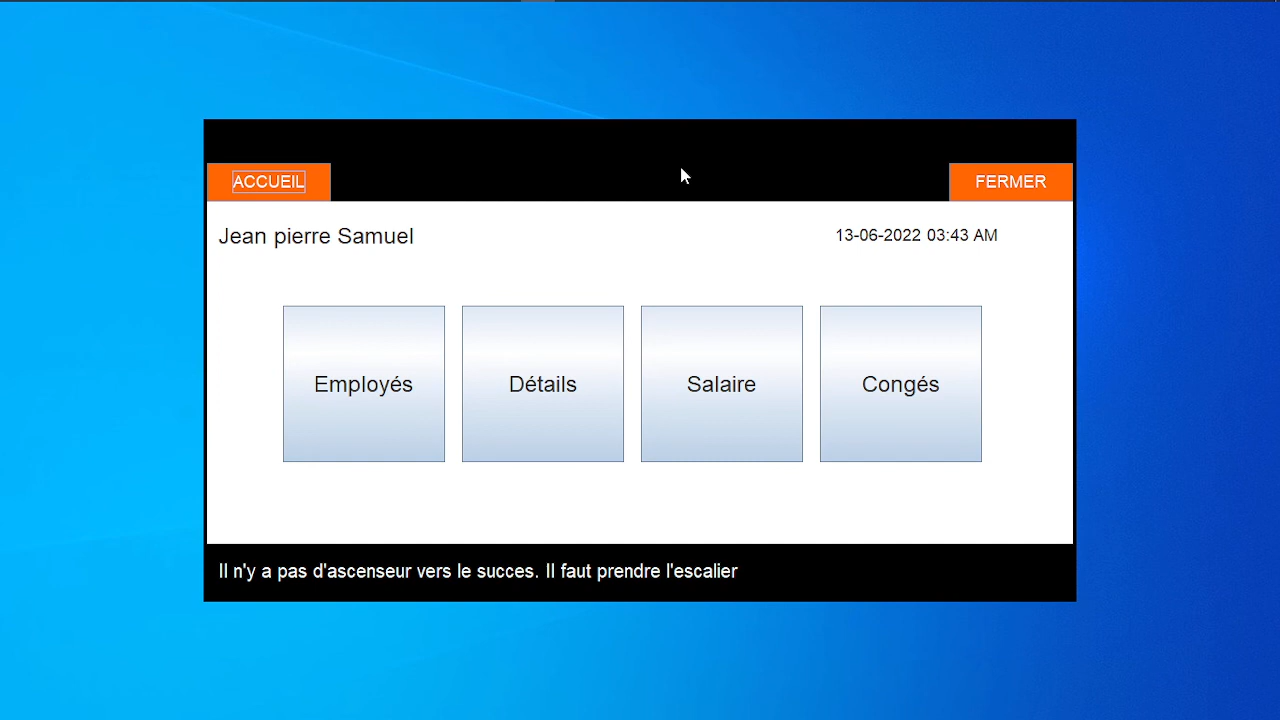 ACCUEIL FERMER
Jean pierre Samuel 13-06-2022 03:43 AM
Employés Détails Salaire Congés
Il n'y a pas d'ascenseur vers le succes. Il faut prendre l'escalier